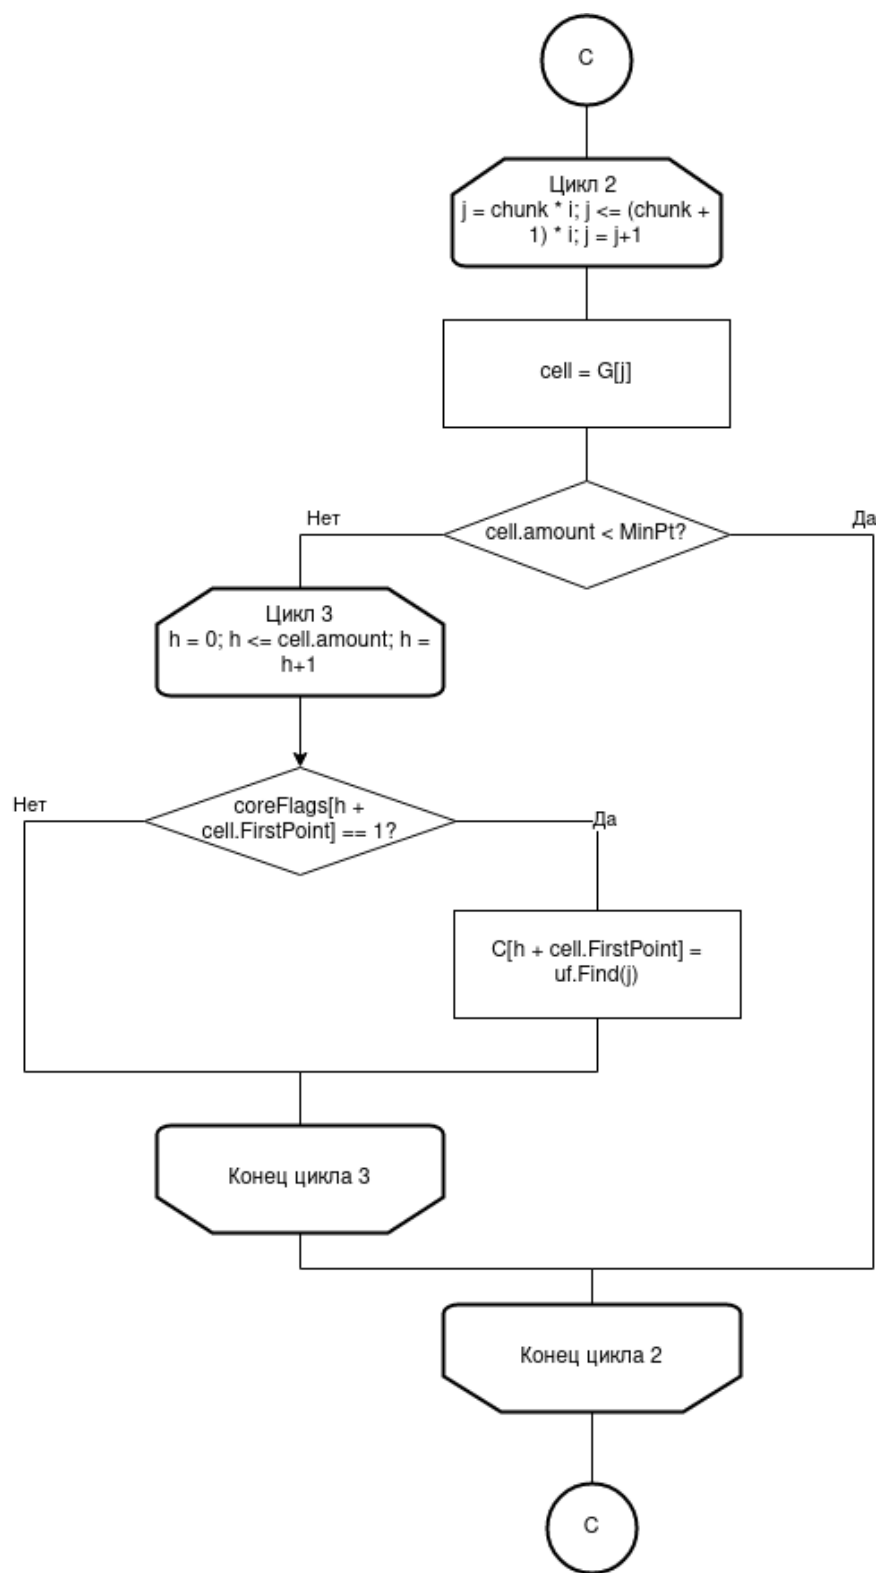 C
Цикл 2
j = chunk * i; j <= (chunk +
1) * i; j = j+1
cell = G[j]
cell.amount < MinPt?
Нет
Да
Цикл 3
h = 0; h <= cell.amount; h =
h+1
coreFlags[h +
cell.FirstPoint] == 1?
Нет
Да
C[h + cell.FirstPoint] =
uf.Find(j)
Конец цикла 3
Конец цикла 2
C